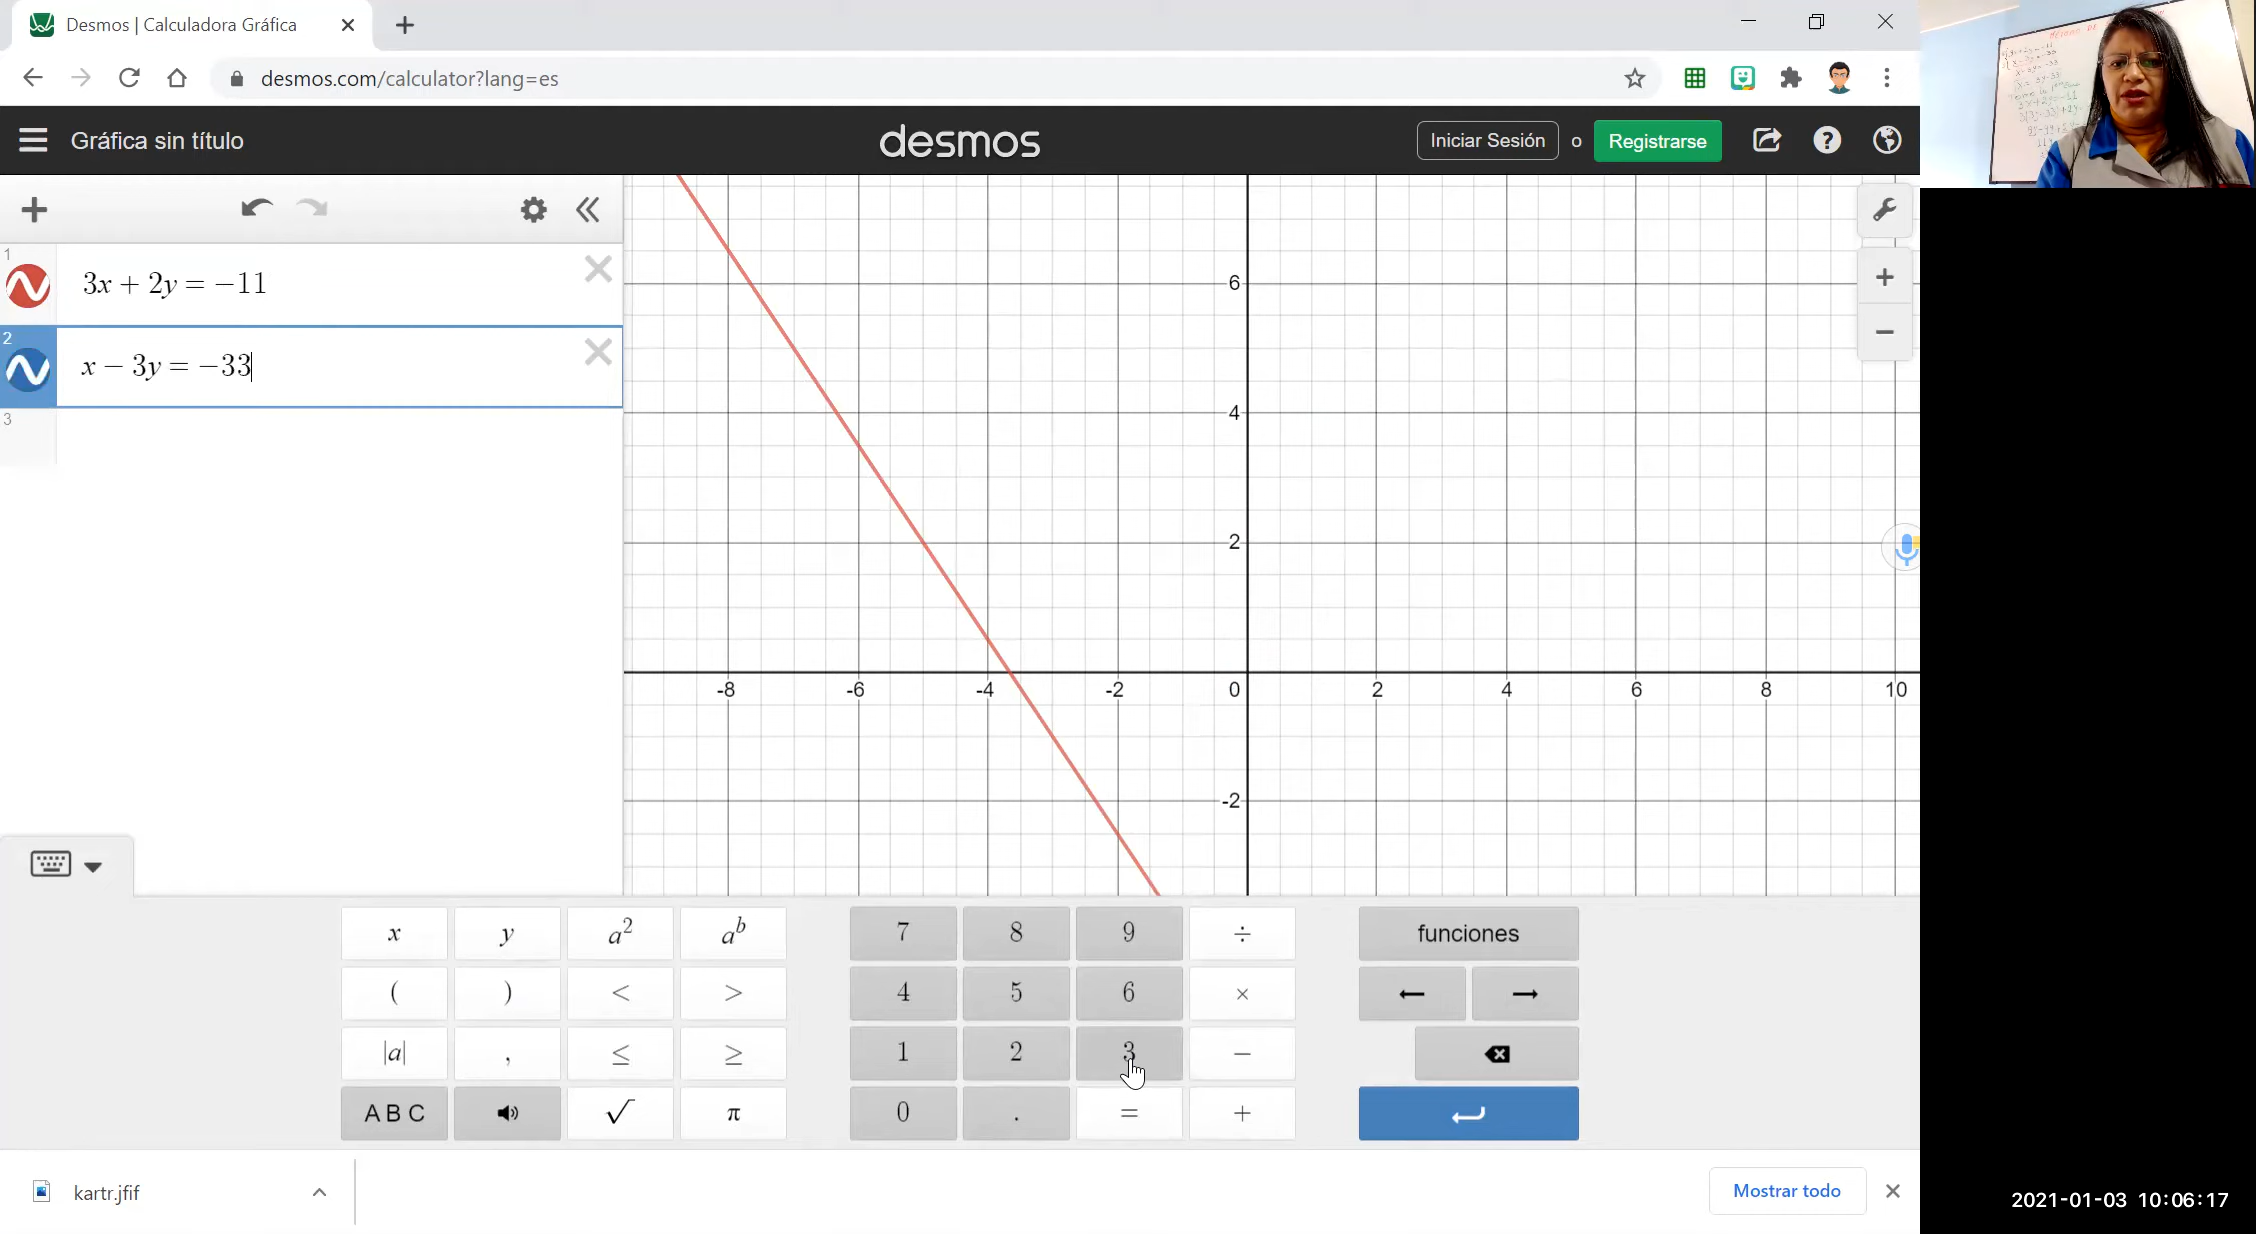 Desmos | Calculadora Gráfica
desmos.com/calculator?lang=es
Gráfica sin título
desmos
Iniciar Sesión o Registrarse
1
3x + 2y = −11
2
x − 3y = −33
3
6
4
2
-8 -6 -4 -2 0 2 4 6 8 10
-2
x y a² aᵇ 7 8 9 ÷ funciones
( ) < > 4 5 6 × ← →
|a| , ≤ ≥ 1 2 3 −
A B C √ π 0 . = +
kartr.jfif
Mostrar todo
2021-01-03 10:06:17